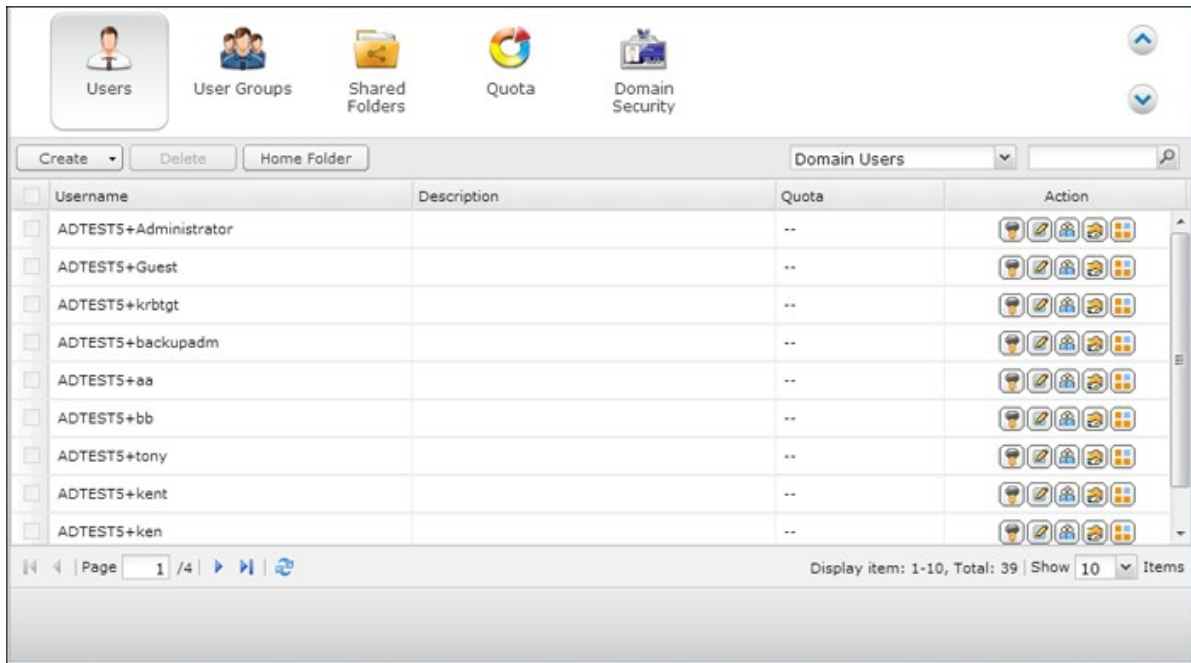 Users
User Groups
Shared
Folders
Quota
Domain
Security
Create
Delete
Home Folder
Domain Users
Username
Description
Quota
Action
ADTEST5+Administrator
--
ADTEST5+Guest
--
ADTEST5+krbtgt
--
ADTEST5+backupadm
--
ADTEST5+aa
--
ADTEST5+bb
--
ADTEST5+tony
--
ADTEST5+kent
--
ADTEST5+ken
--
Page 1 /4
Display item: 1-10, Total: 39 | Show 10 Items